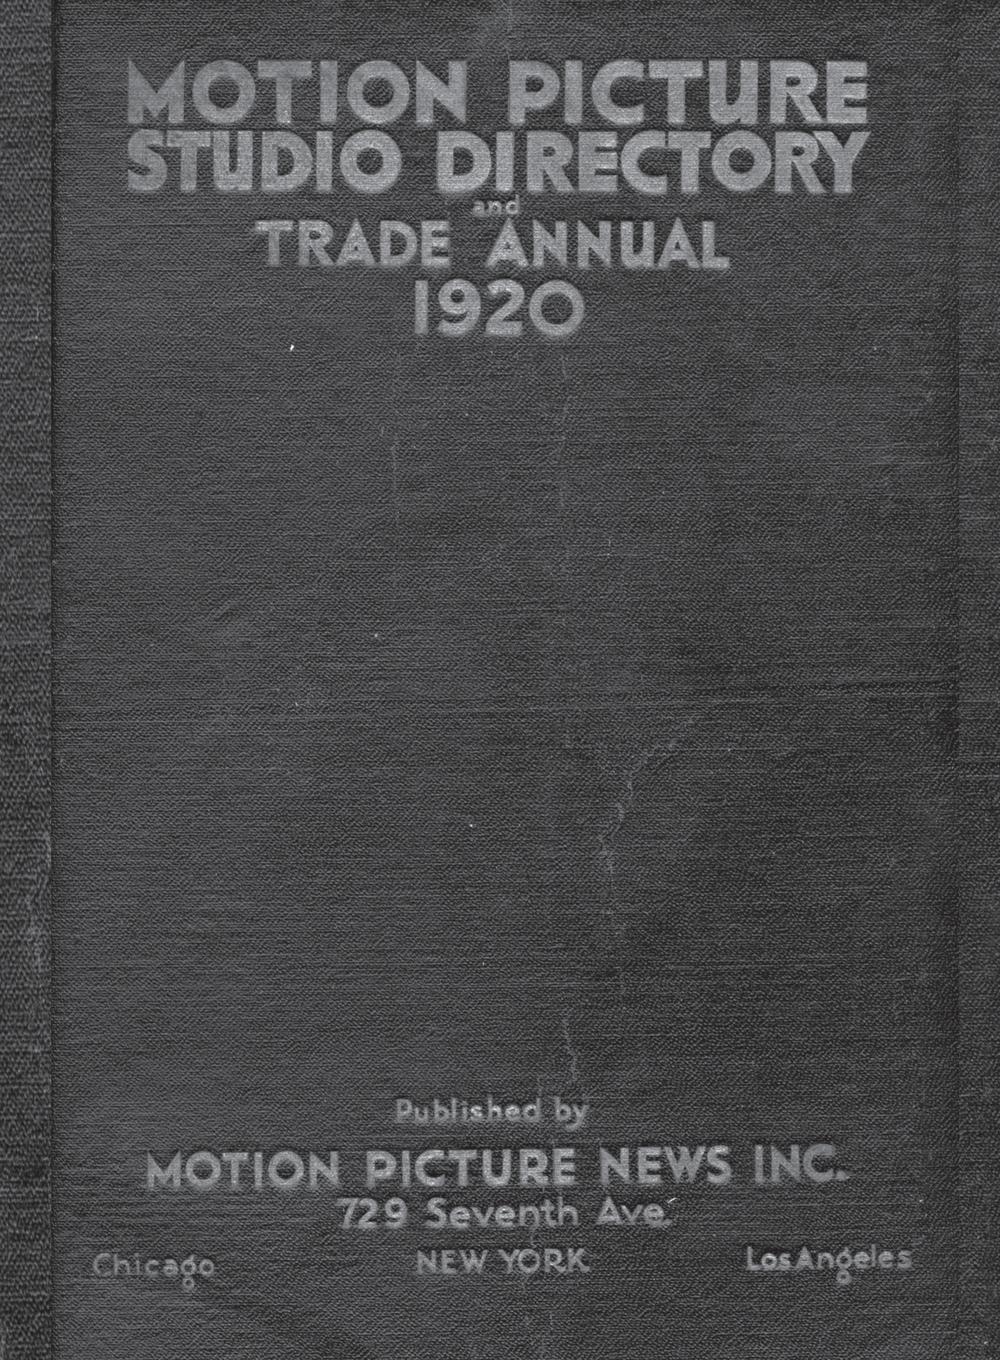 MOTION PICTURE
STUDIO DIRECTORY
and
TRADE ANNUAL
1920
Published by
MOTION PICTURE NEWS INC.
729 Seventh Ave.
Chicago NEW YORK Los Angeles